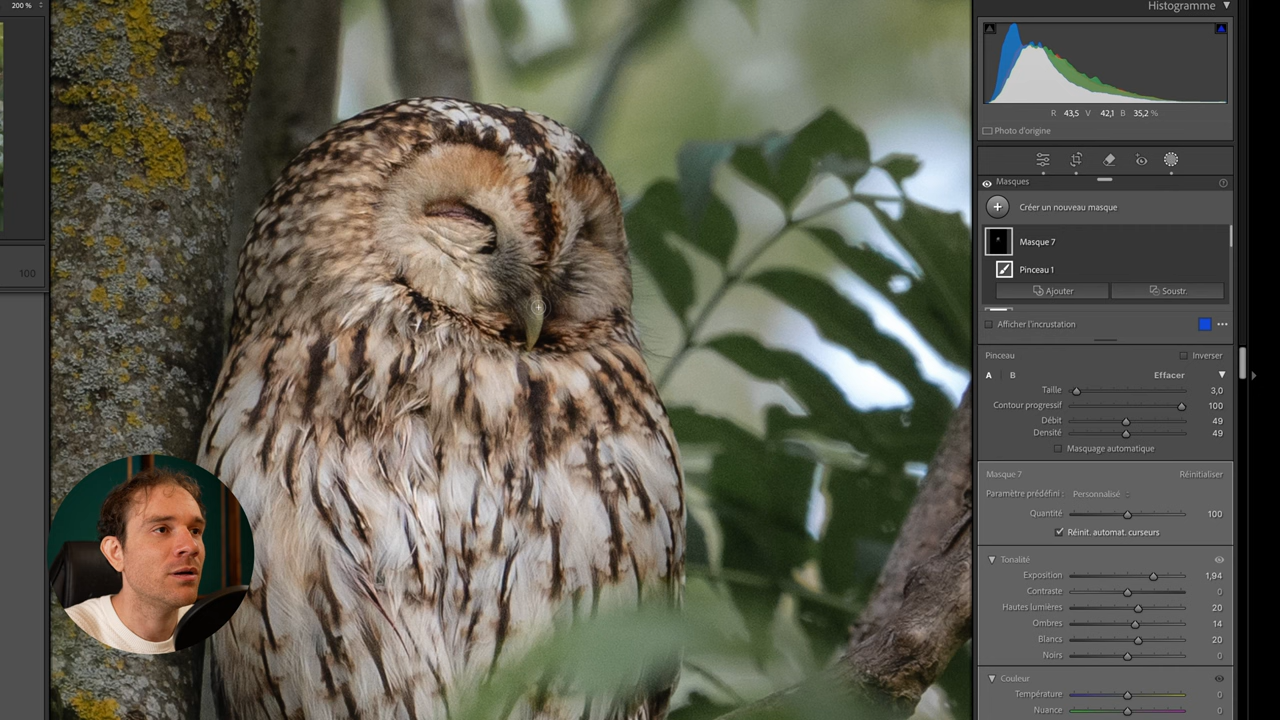 200 %
Histogramme
R 43,5 V 42,1 B 35,2 %
Photo d'origine
Masques
Créer un nouveau masque
Masque 7
Pinceau 1
Ajouter
Soustr.
100
Afficher l'incrustation
Pinceau
Inverser
A B Effacer
Taille 3,0
Contour progressif 100
Débit 49
Densité 49
Masquage automatique
Masque 7 Réinitialiser
Paramètre prédéfini : Personnalisé
Quantité 100
Réinit. automat. curseurs
Tonalité
Exposition 1,94
Contraste 0
Hautes lumières 20
Ombres 14
Blancs 20
Noirs 0
Couleur
Température 0
Nuance 0